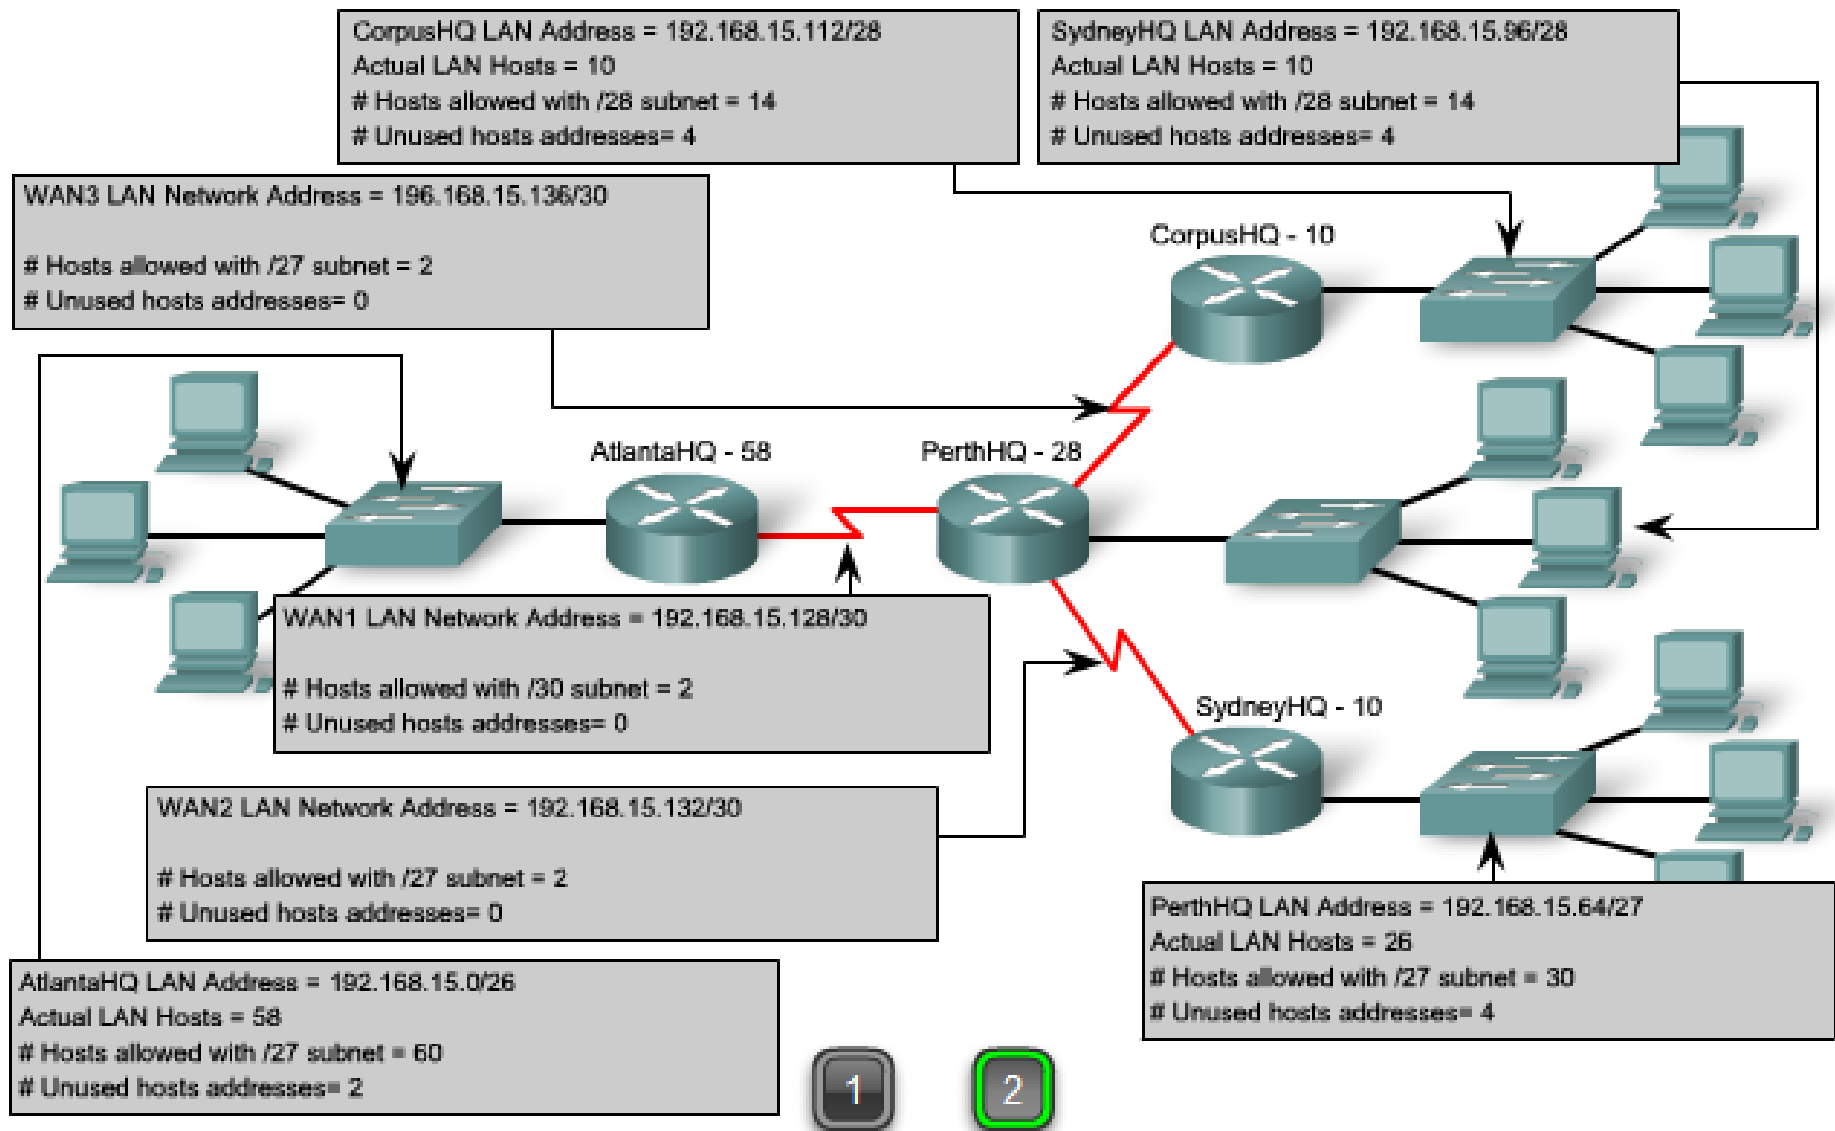 CorpusHQ LAN Address = 192.168.15.112/28
Actual LAN Hosts = 10
# Hosts allowed with /28 subnet = 14
# Unused hosts addresses= 4
SydneyHQ LAN Address = 192.168.15.96/28
Actual LAN Hosts = 10
# Hosts allowed with /28 subnet = 14
# Unused hosts addresses= 4
WAN3 LAN Network Address = 196.168.15.136/30
# Hosts allowed with /27 subnet = 2
# Unused hosts addresses= 0
CorpusHQ - 10
AtlantaHQ - 58
PerthHQ - 28
WAN1 LAN Network Address = 192.168.15.128/30
# Hosts allowed with /30 subnet = 2
# Unused hosts addresses= 0
SydneyHQ - 10
WAN2 LAN Network Address = 192.168.15.132/30
# Hosts allowed with /27 subnet = 2
# Unused hosts addresses= 0
PerthHQ LAN Address = 192.168.15.64/27
Actual LAN Hosts = 26
# Hosts allowed with /27 subnet = 30
# Unused hosts addresses= 4
AtlantaHQ LAN Address = 192.168.15.0/26
Actual LAN Hosts = 58
# Hosts allowed with /27 subnet = 60
# Unused hosts addresses= 2
1
2